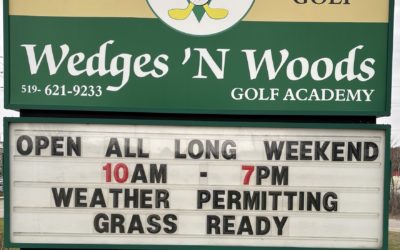 GOLF
Wedges 'N Woods
519- 621-9233
GOLF ACADEMY
OPEN ALL LONG WEEKEND
10AM - 7PM
WEATHER PERMITTING
GRASS READY